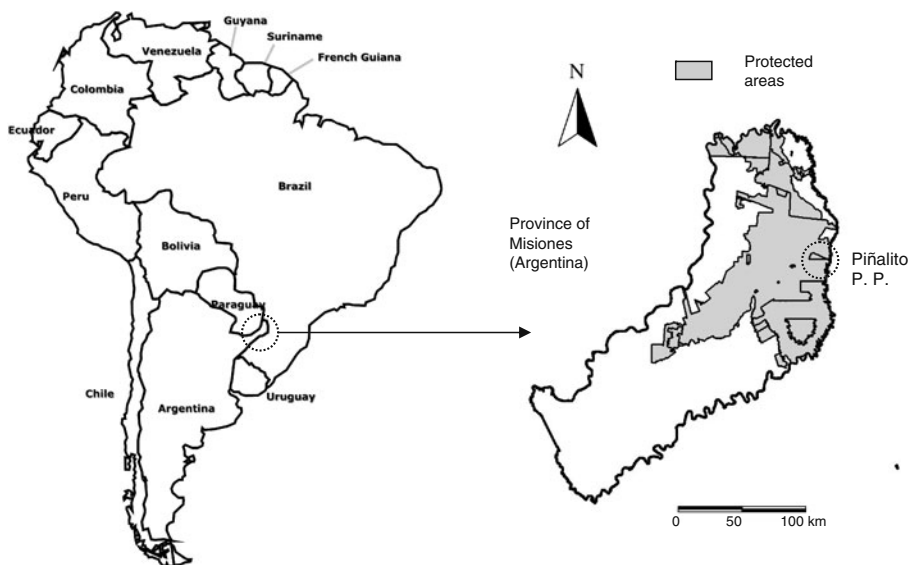 Guyana
Suriname
French Guiana
Venezuela
Colombia
Ecuador
Peru
Brazil
Bolivia
Paraguay
Chile
Argentina
Uruguay
N
Protected
areas
Province of
Misiones
(Argentina)
Piñalito
P. P.
0 50 100 km